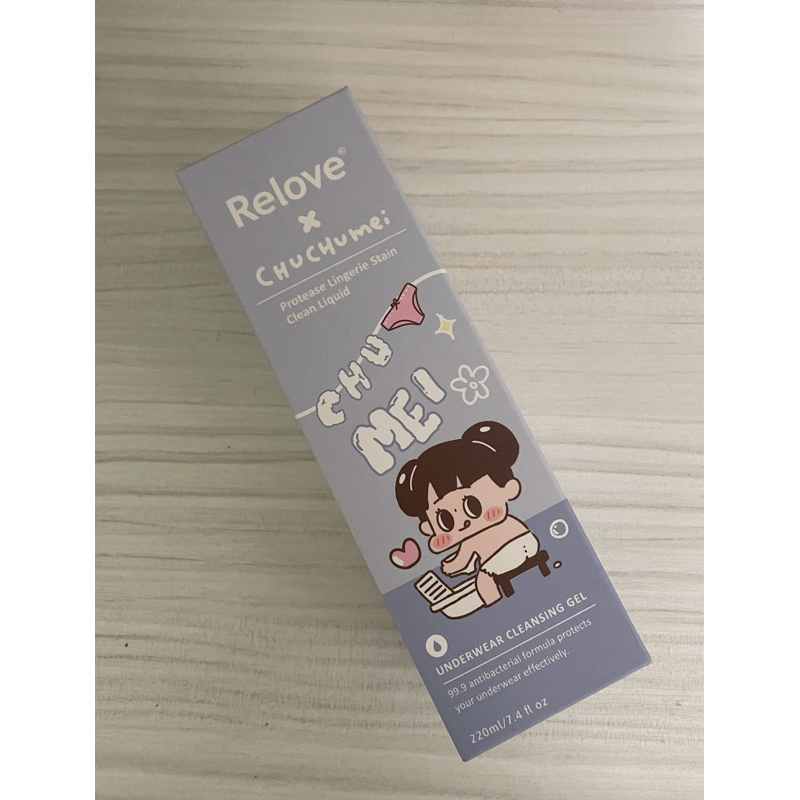 Relove®
x
CHUCHUmei
Protease Lingerie Stain
Clean Liquid
CHU
MEI
UNDERWEAR CLEANSING GEL
99.9 antibacterial formula protects
your underwear effectively.
220ml/7.4 fl oz